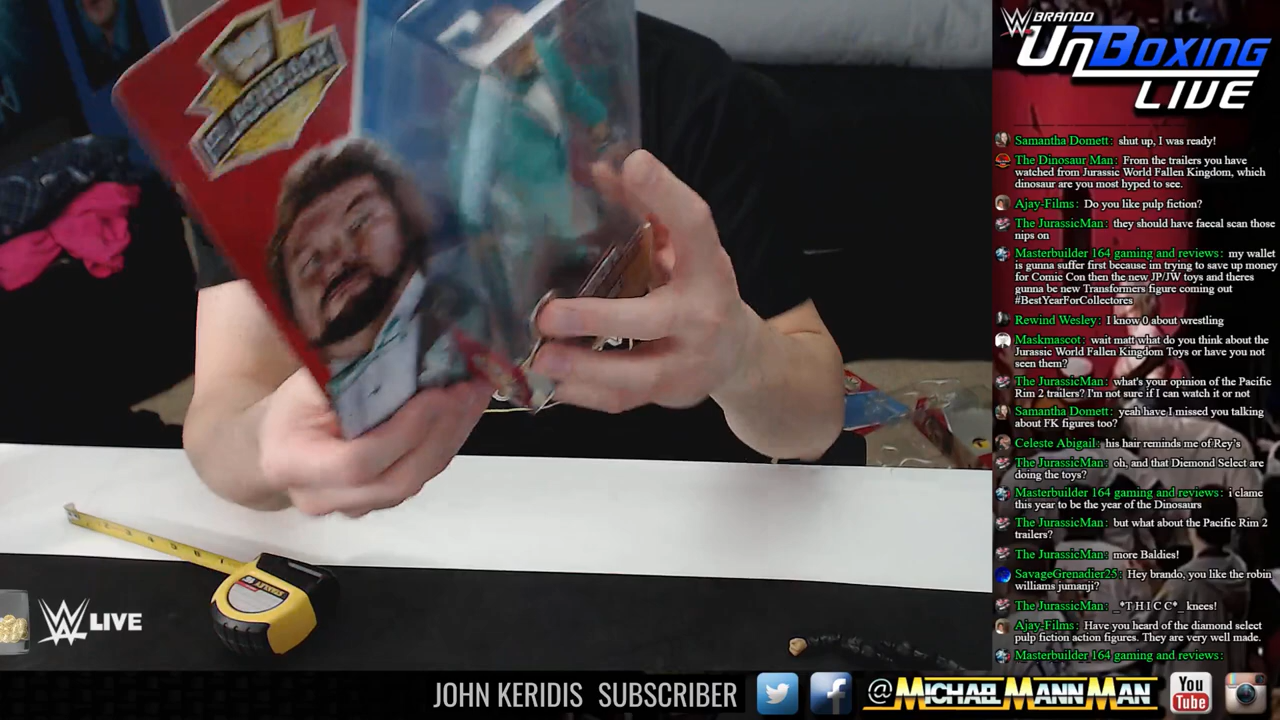 W BRANDO
UnBoxing
LIVE
Samantha Domett: shut up, I was ready!
The Dinosaur Man: From the trailers you have
watched from Jurassic World Fallen Kingdom, which
dinosaur are you most hyped to see.
Ajay-Films: Do you like pulp fiction?
The JurassicMan: they should have faecal scan those
nips on
Masterbuilder 164 gaming and reviews: my wallet
is gunna suffer first because im trying to save up money
for Comic Con then the new JP/JW toys and theres
gunna be new Transformers figure coming out
#BestYearForCollectores
Rewind Wesley: I know 0 about wrestling
Maskmascot: wait matt what do you think about the
Jurassic World Fallen Kingdom Toys or have you not
seen them?
The JurassicMan: what's your opinion of the Pacific
Rim 2 trailers? I'm not sure if I can watch it or not
Samantha Domett: yeah have I missed you talking
about FK figures too?
Celeste Abigail: his hair reminds me of Rey's
The JurassicMan: oh, and that Diemond Select are
doing the toys?
Masterbuilder 164 gaming and reviews: i clame
this year to be the year of the Dinosaurs
The JurassicMan: but what about the Pacific Rim 2
trailers?
The JurassicMan: more Baldies!
SavageGrenadier25: Hey brando, you like the robin
williams jumanji?
The JurassicMan: _*T H I C C*_ knees!
Ajay-Films: Have you heard of the diamond select
pulp fiction action figures. They are very well made.
Masterbuilder 164 gaming and reviews:
W LIVE
JOHN KERIDIS SUBSCRIBER
@MICHAELMANNMAN
You
Tube